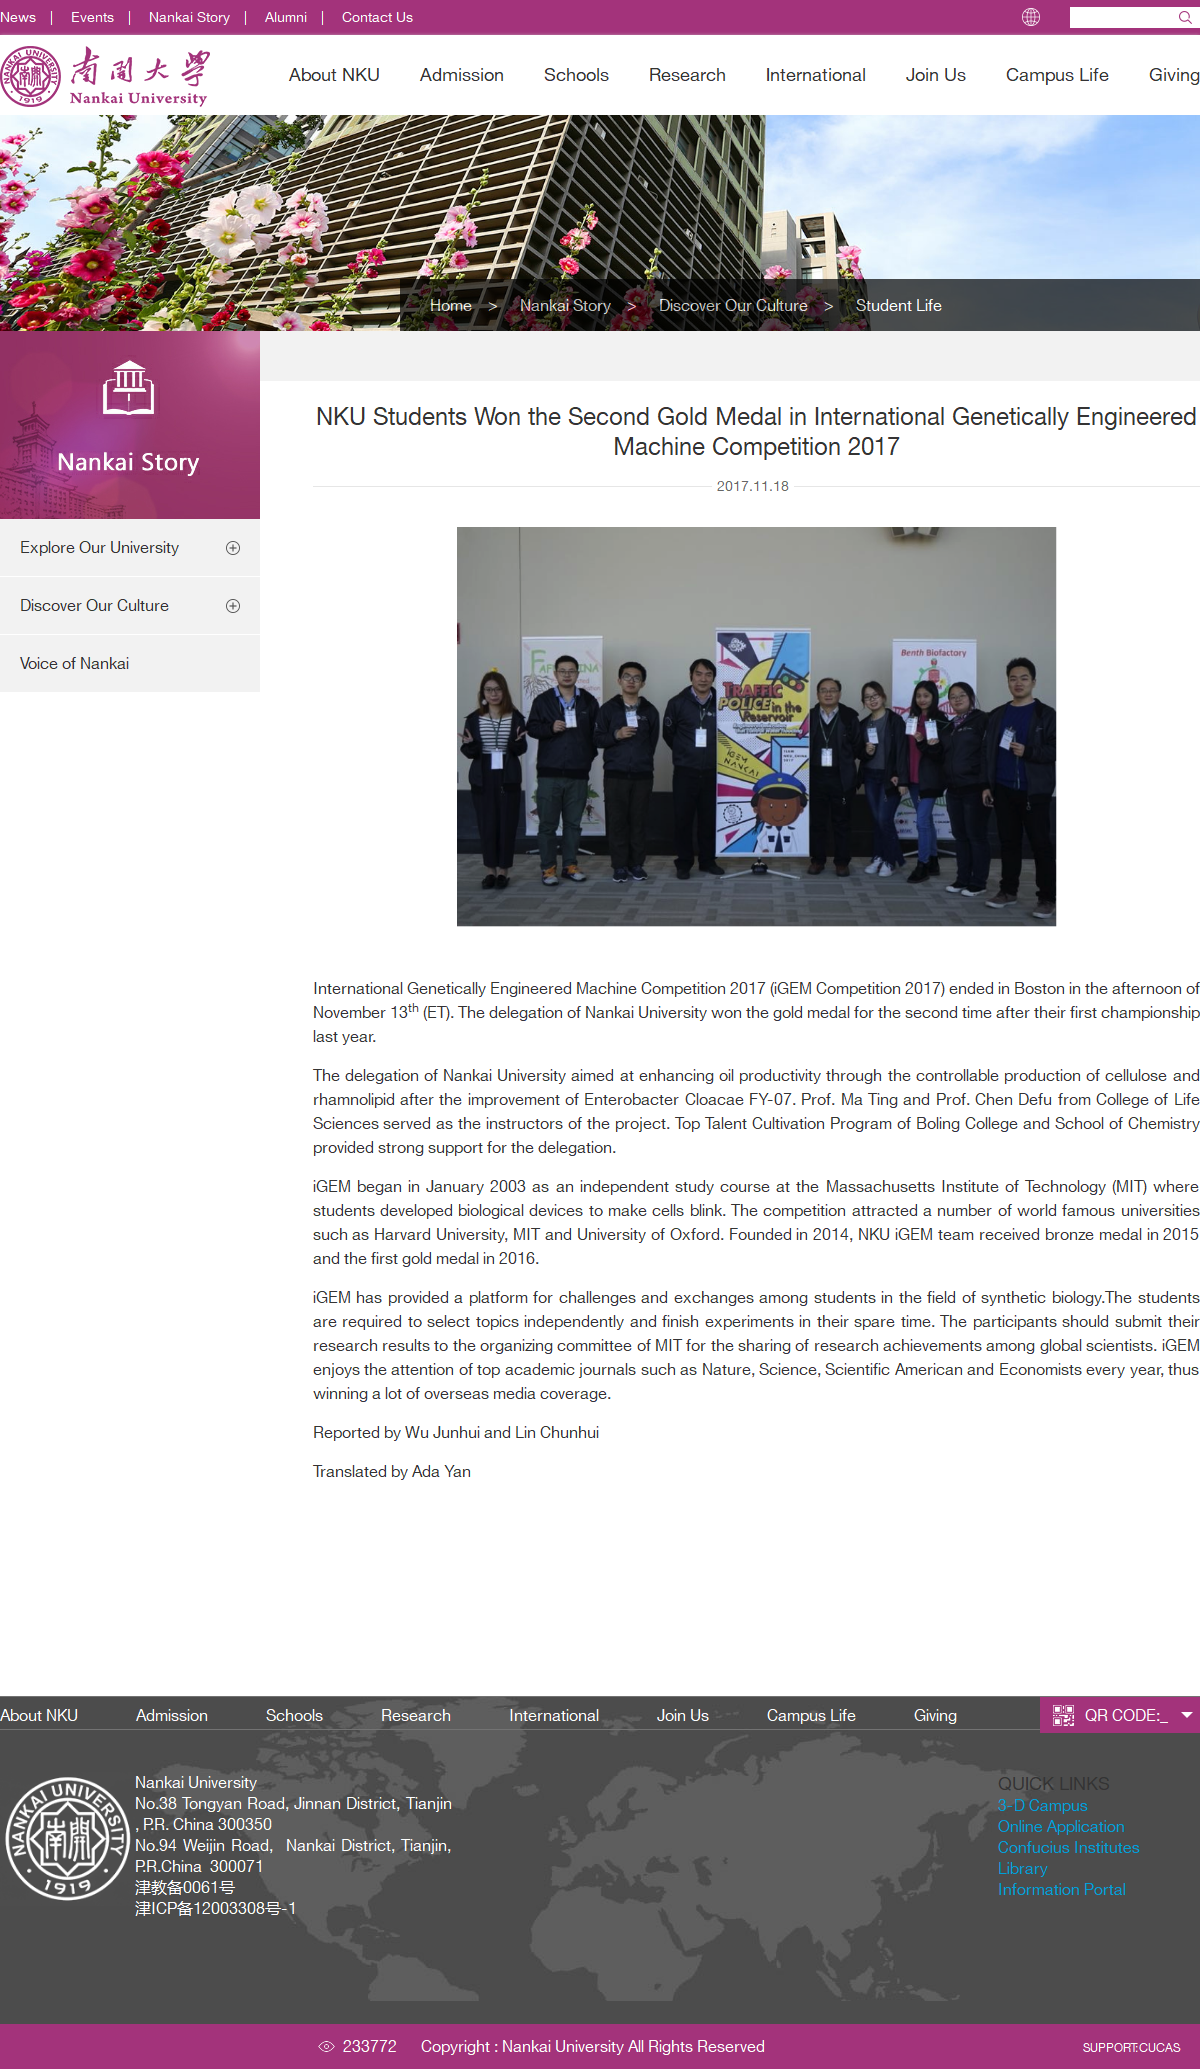 News | Events | Nankai Story | Alumni | Contact Us
NANKAI UNIVERSITY
1919
南開大學
Nankai University
About NKU Admission Schools Research International Join Us Campus Life Giving
Home > Nankai Story > Discover Our Culture > Student Life
Nankai Story
Explore Our University
Discover Our Culture
Voice of Nankai
NKU Students Won the Second Gold Medal in International Genetically Engineered
Machine Competition 2017
2017.11.18
Benth Biofactory
TRAFFIC
POLICE in the
Reservoir
iGEM
NANKAI
International Genetically Engineered Machine Competition 2017 (iGEM Competition 2017) ended in Boston in the afternoon of
November 13th (ET). The delegation of Nankai University won the gold medal for the second time after their first championship
last year.
The delegation of Nankai University aimed at enhancing oil productivity through the controllable production of cellulose and
rhamnolipid after the improvement of Enterobacter Cloacae FY-07. Prof. Ma Ting and Prof. Chen Defu from College of Life
Sciences served as the instructors of the project. Top Talent Cultivation Program of Boling College and School of Chemistry
provided strong support for the delegation.
iGEM began in January 2003 as an independent study course at the Massachusetts Institute of Technology (MIT) where
students developed biological devices to make cells blink. The competition attracted a number of world famous universities
such as Harvard University, MIT and University of Oxford. Founded in 2014, NKU iGEM team received bronze medal in 2015
and the first gold medal in 2016.
iGEM has provided a platform for challenges and exchanges among students in the field of synthetic biology.The students
are required to select topics independently and finish experiments in their spare time. The participants should submit their
research results to the organizing committee of MIT for the sharing of research achievements among global scientists. iGEM
enjoys the attention of top academic journals such as Nature, Science, Scientific American and Economists every year, thus
winning a lot of overseas media coverage.
Reported by Wu Junhui and Lin Chunhui
Translated by Ada Yan
About NKU Admission Schools Research International Join Us Campus Life Giving QR CODE:_
NANKAI UNIVERSITY
南開
1919
Nankai University
No.38 Tongyan Road, Jinnan District, Tianjin
, P.R. China 300350
No.94 Weijin Road, Nankai District, Tianjin,
P.R.China 300071
津教备0061号
津ICP备12003308号-1
QUICK LINKS
3-D Campus
Online Application
Confucius Institutes
Library
Information Portal
233772 Copyright : Nankai University All Rights Reserved
SUPPORT:CUCAS